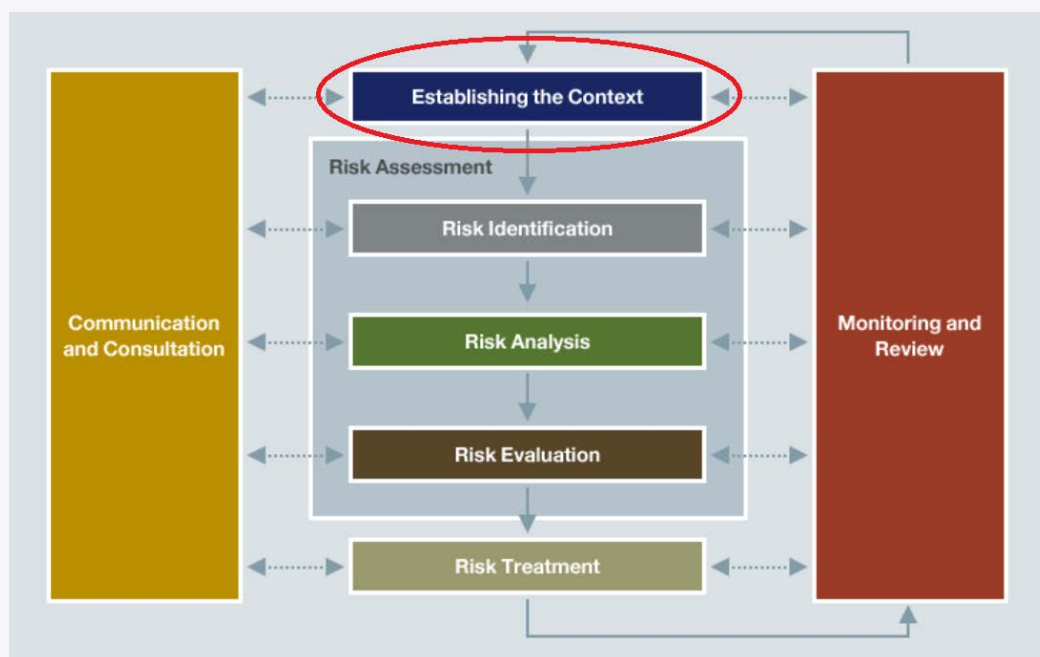 Establishing the Context
Risk Assessment
Risk Identification
Communication
and Consultation
Risk Analysis
Monitoring and
Review
Risk Evaluation
Risk Treatment